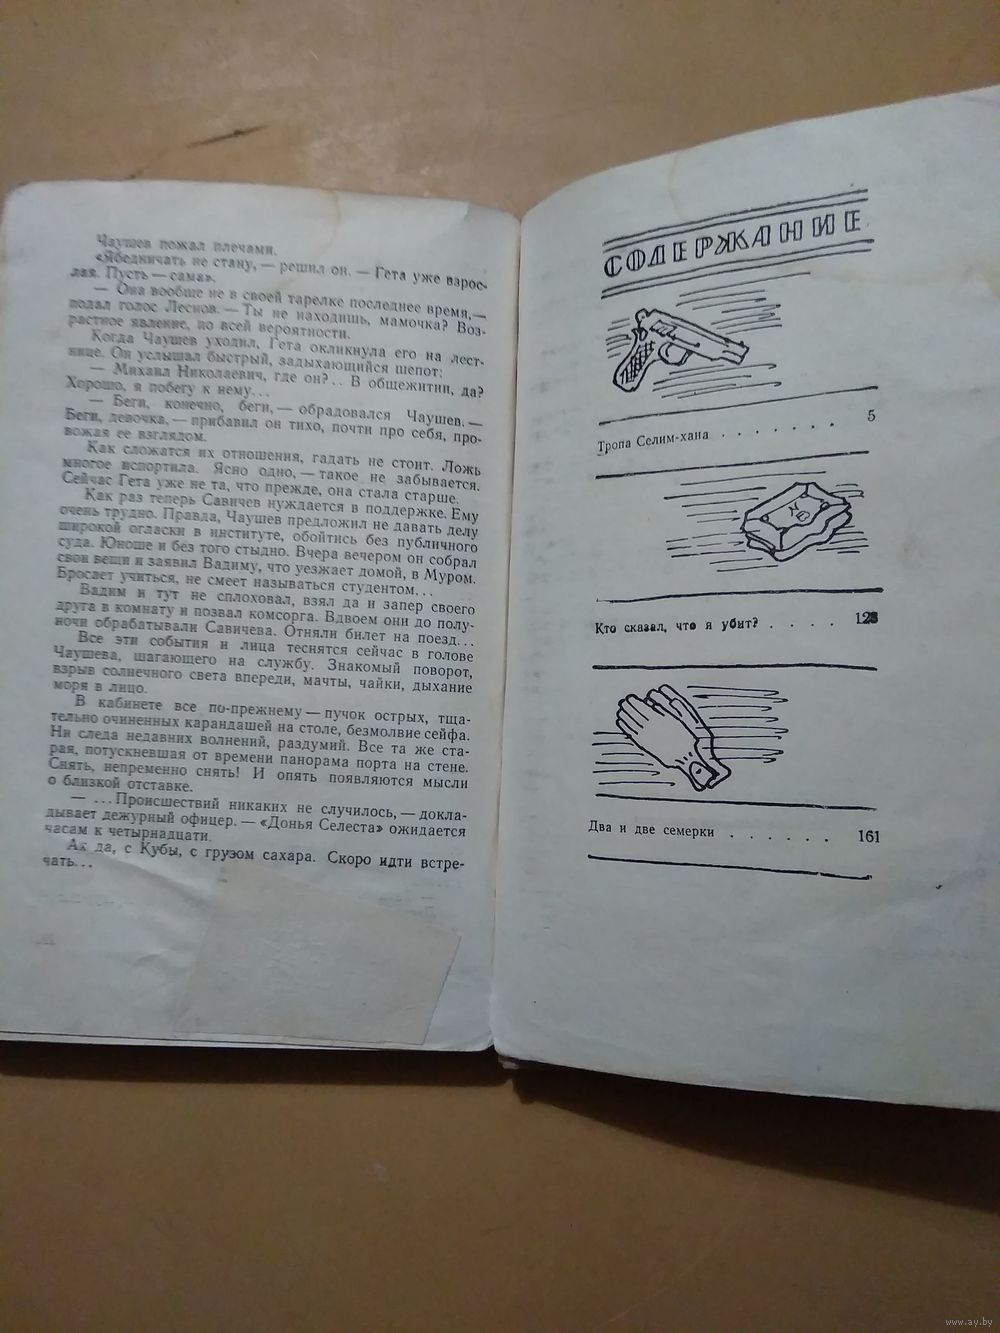 Чаушев пожал плечами.
«Ябедничать не стану, — решил он. — Гета уже взрос-
лая. Пусть — сама».
— Она вообще не в своей тарелке последнее время, —
подал голос Леснов. — Ты не находишь, мамочка? Воз-
растное явление, по всей вероятности.
Когда Чаушев уходил, Гета окликнула его на лест-
нице. Он услышал быстрый, задыхающийся шепот:
— Михаил Николаевич, где он?.. В общежитии, да?
Хорошо, я побегу к нему...
— Беги, конечно, беги, — обрадовался Чаушев. —
Беги, девочка, — прибавил он тихо, почти про себя, про-
вожая ее взглядом.
Как сложатся их отношения, гадать не стоит. Ложь
многое испортила. Ясно одно, — такое не забывается.
Сейчас Гета уже не та, что прежде, она стала старше.
Как раз теперь Савичев нуждается в поддержке. Ему
очень трудно. Правда, Чаушев предложил не давать делу
широкой огласки в институте, обойтись без публичного
суда. Юноше и без того стыдно. Вчера вечером он собрал
свои вещи и заявил Вадиму, что уезжает домой, в Муром.
Бросает учиться, не смеет называться студентом...
Вадим и тут не сплоховал, взял да и запер своего
друга в комнату и позвал комсорга. Вдвоем они до полу-
ночи обрабатывали Савичева. Отняли билет на поезд...
Все эти события и лица теснятся сейчас в голове
Чаушева, шагающего на службу. Знакомый поворот,
взрыв солнечного света впереди, мачты, чайки, дыхание
моря в лицо.
В кабинете все по-прежнему — пучок острых, тща-
тельно очиненных карандашей на столе, безмолвие сейфа.
Ни следа недавних волнений, раздумий. Все та же ста-
рая, потускневшая от времени панорама порта на стене.
Снять, непременно снять! И опять появляются мысли
о близкой отставке.
— ...Происшествий никаких не случилось, — докла-
дывает дежурный офицер. — «Донья Селеста» ожидается
часам к четырнадцати.
Ах да, с Кубы, с грузом сахара. Скоро идти встре-
чать...
СОДЕРЖАНИЕ
Тропа Селим-хана . . . . . . . 5
Кто сказал, что я убит? . . . . 123
Два и две семерки . . . . . . 161
www.ay.by